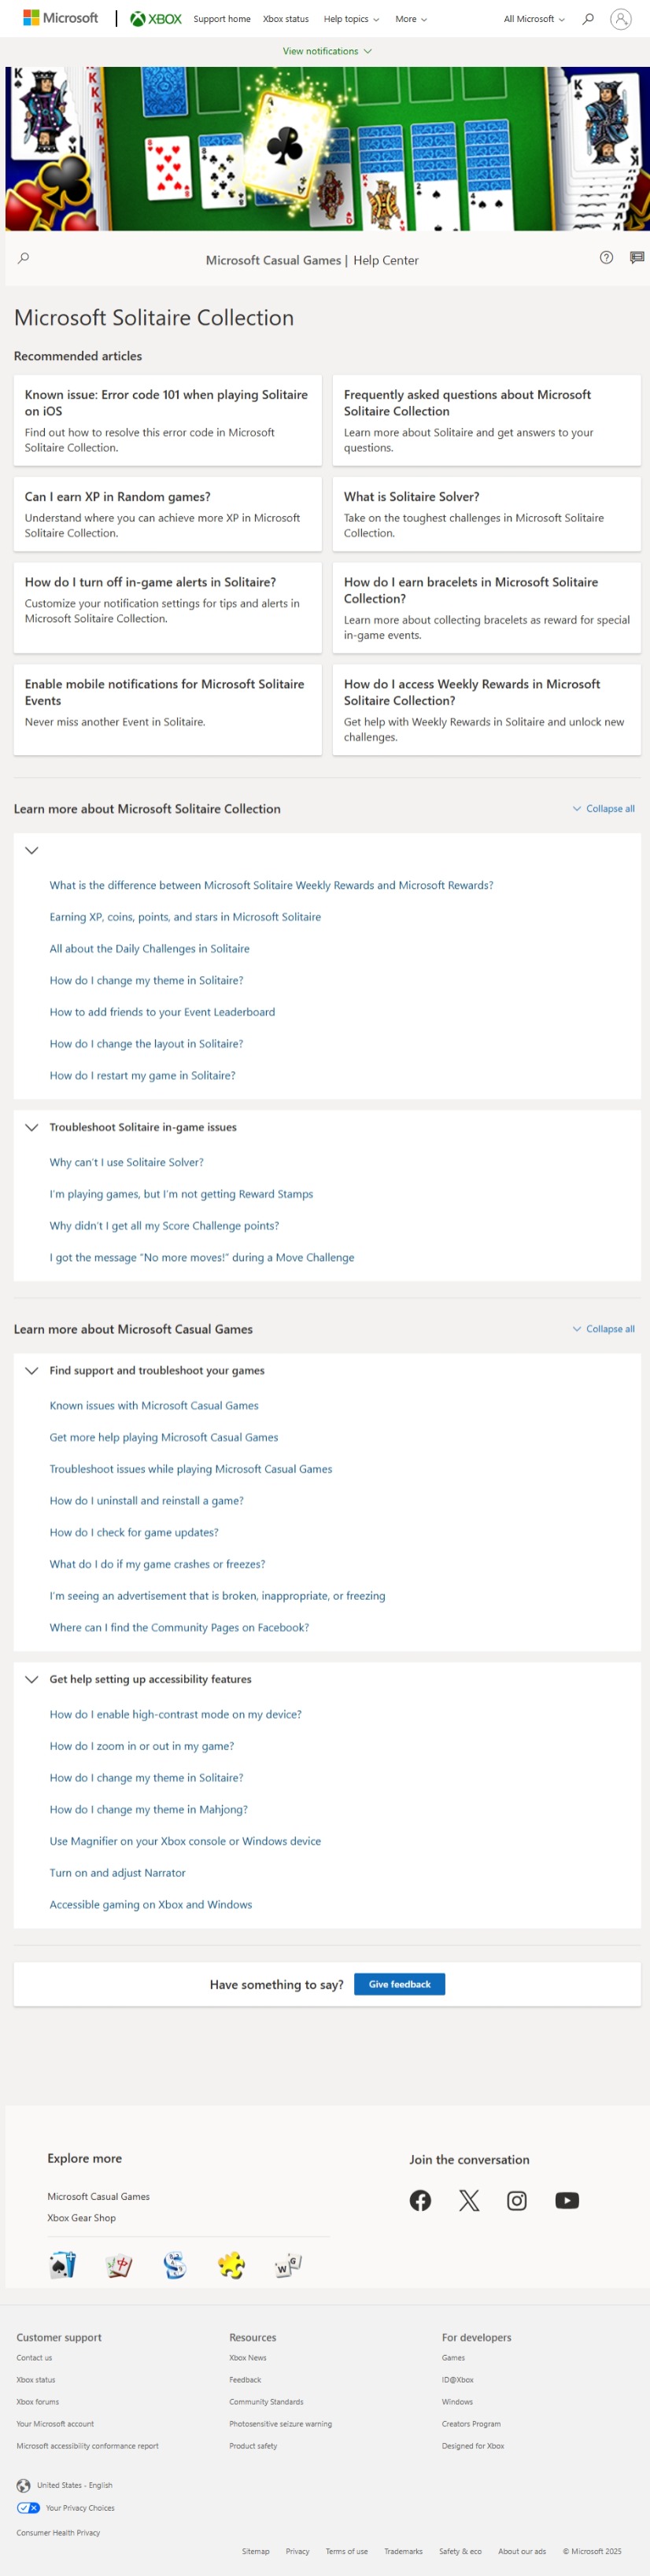 Microsoft | XBOX Support home Xbox status Help topics More All Microsoft
View notifications
Microsoft Casual Games | Help Center
Microsoft Solitaire Collection
Recommended articles
Known issue: Error code 101 when playing Solitaire
on iOS
Find out how to resolve this error code in Microsoft
Solitaire Collection.
Frequently asked questions about Microsoft
Solitaire Collection
Learn more about Solitaire and get answers to your
questions.
Can I earn XP in Random games?
Understand where you can achieve more XP in Microsoft
Solitaire Collection.
What is Solitaire Solver?
Take on the toughest challenges in Microsoft Solitaire
Collection.
How do I turn off in-game alerts in Solitaire?
Customize your notification settings for tips and alerts in
Microsoft Solitaire Collection.
How do I earn bracelets in Microsoft Solitaire
Collection?
Learn more about collecting bracelets as reward for special
in-game events.
Enable mobile notifications for Microsoft Solitaire
Events
Never miss another Event in Solitaire.
How do I access Weekly Rewards in Microsoft
Solitaire Collection?
Get help with Weekly Rewards in Solitaire and unlock new
challenges.
Learn more about Microsoft Solitaire Collection
Collapse all
What is the difference between Microsoft Solitaire Weekly Rewards and Microsoft Rewards?
Earning XP, coins, points, and stars in Microsoft Solitaire
All about the Daily Challenges in Solitaire
How do I change my theme in Solitaire?
How to add friends to your Event Leaderboard
How do I change the layout in Solitaire?
How do I restart my game in Solitaire?
Troubleshoot Solitaire in-game issues
Why can't I use Solitaire Solver?
I'm playing games, but I'm not getting Reward Stamps
Why didn't I get all my Score Challenge points?
I got the message "No more moves!" during a Move Challenge
Learn more about Microsoft Casual Games
Collapse all
Find support and troubleshoot your games
Known issues with Microsoft Casual Games
Get more help playing Microsoft Casual Games
Troubleshoot issues while playing Microsoft Casual Games
How do I uninstall and reinstall a game?
How do I check for game updates?
What do I do if my game crashes or freezes?
I'm seeing an advertisement that is broken, inappropriate, or freezing
Where can I find the Community Pages on Facebook?
Get help setting up accessibility features
How do I enable high-contrast mode on my device?
How do I zoom in or out in my game?
How do I change my theme in Solitaire?
How do I change my theme in Mahjong?
Use Magnifier on your Xbox console or Windows device
Turn on and adjust Narrator
Accessible gaming on Xbox and Windows
Have something to say? Give feedback
Explore more
Microsoft Casual Games
Xbox Gear Shop
Join the conversation
Customer support
Contact us
Xbox status
Xbox forums
Your Microsoft account
Microsoft accessibility conformance report
Resources
Xbox News
Feedback
Community Standards
Photosensitive seizure warning
Product safety
For developers
Games
ID@Xbox
Windows
Creators Program
Designed for Xbox
United States - English
Your Privacy Choices
Consumer Health Privacy
Sitemap Privacy Terms of use Trademarks Safety & eco About our ads © Microsoft 2025